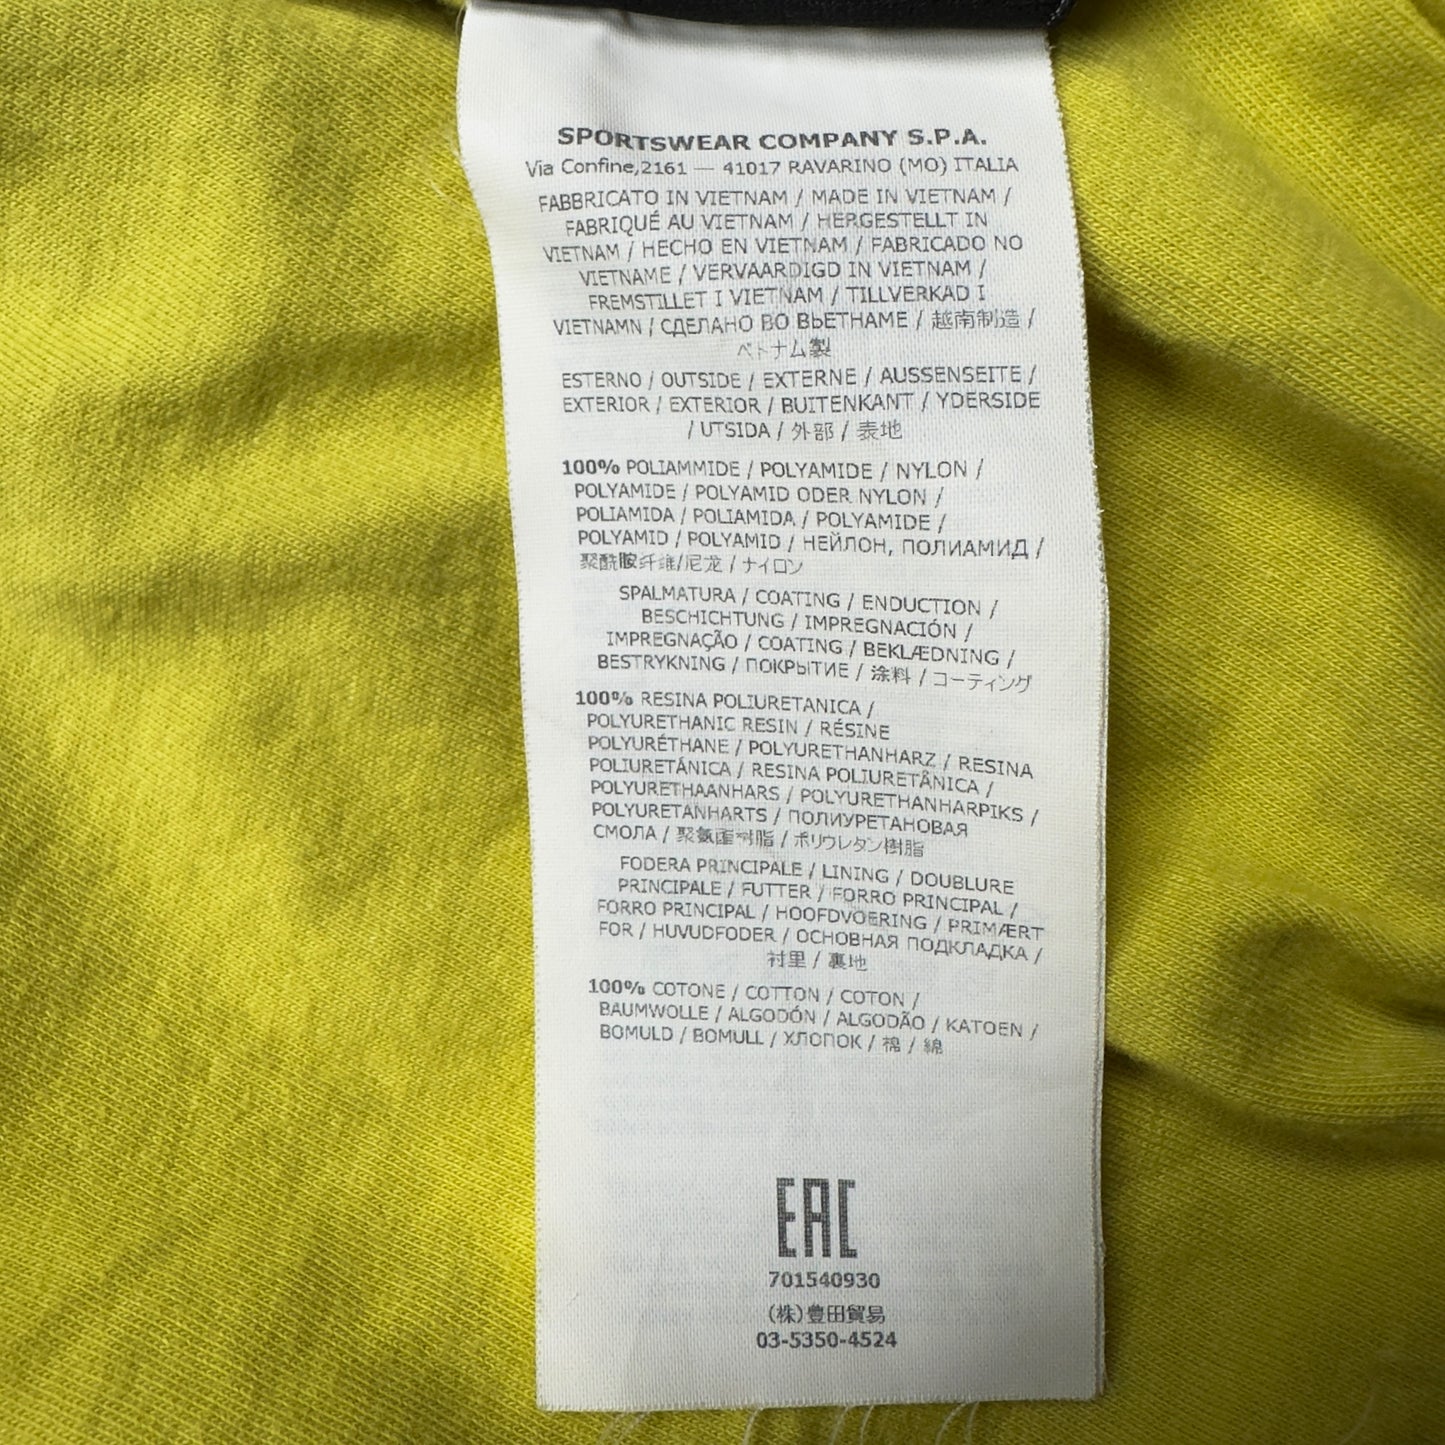 SPORTSWEAR COMPANY S.P.A.
Via Confine,2161 — 41017 RAVARINO (MO) ITALIA
FABBRICATO IN VIETNAM / MADE IN VIETNAM /
FABRIQUÉ AU VIETNAM / HERGESTELLT IN
VIETNAM / HECHO EN VIETNAM / FABRICADO NO
VIETNAME / VERVAARDIGD IN VIETNAM /
FREMSTILLET I VIETNAM / TILLVERKAD I
VIETNAMN / СДЕЛАНО ВО ВЬЕТНАМЕ / 越南制造 /
ベトナム製
ESTERNO / OUTSIDE / EXTERNE / AUSSENSEITE /
EXTERIOR / EXTERIOR / BUITENKANT / YDERSIDE
/ UTSIDA / 外部 / 表地
100% POLIAMMIDE / POLYAMIDE / NYLON /
POLYAMIDE / POLYAMID ODER NYLON /
POLIAMIDA / POLIAMIDA / POLYAMIDE /
POLYAMID / POLYAMID / НЕЙЛОН, ПОЛИАМИД /
聚酰胺纤维/尼龙 / ナイロン
SPALMATURA / COATING / ENDUCTION /
BESCHICHTUNG / IMPREGNACIÓN /
IMPREGNAÇÃO / COATING / BEKLÆDNING /
BESTRYKNING / ПОКРЫТИЕ / 涂料 / コーティング
100% RESINA POLIURETANICA /
POLYURETHANIC RESIN / RÉSINE
POLYURÉTHANE / POLYURETHANHARZ / RESINA
POLIURETÁNICA / RESINA POLIURETÂNICA /
POLYURETHAANHARS / POLYURETHANHARPIKS /
POLYURETANHARTS / ПОЛИУРЕТАНОВАЯ
СМОЛА / 聚氨酯树脂 / ポリウレタン樹脂
FODERA PRINCIPALE / LINING / DOUBLURE
PRINCIPALE / FUTTER / FORRO PRINCIPAL /
FORRO PRINCIPAL / HOOFDVOERING / PRIMÆRT
FOR / HUVUDFODER / ОСНОВНАЯ ПОДКЛАДКА /
衬里 / 裏地
100% COTONE / COTTON / COTON /
BAUMWOLLE / ALGODÓN / ALGODÃO / KATOEN /
BOMULD / BOMULL / ХЛОПОК / 棉 / 綿
EAC
701540930
(株)豊田貿易
03-5350-4524